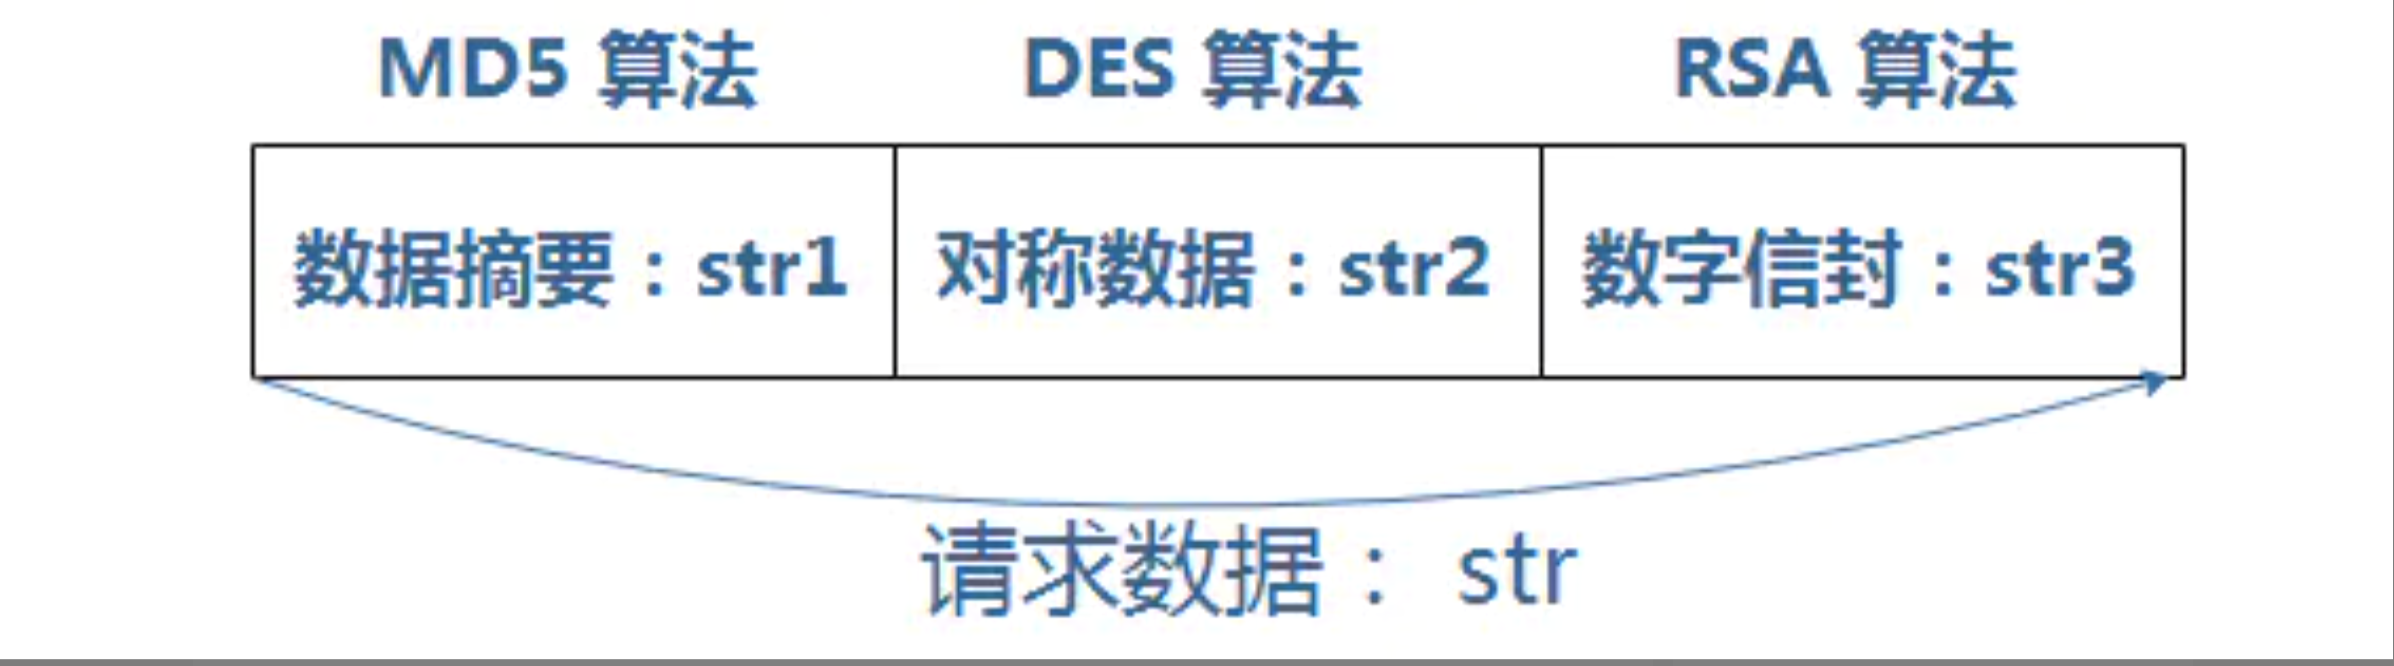 MD5 算法 DES 算法 RSA 算法
数据摘要：str1 对称数据：str2 数字信封：str3
请求数据： str